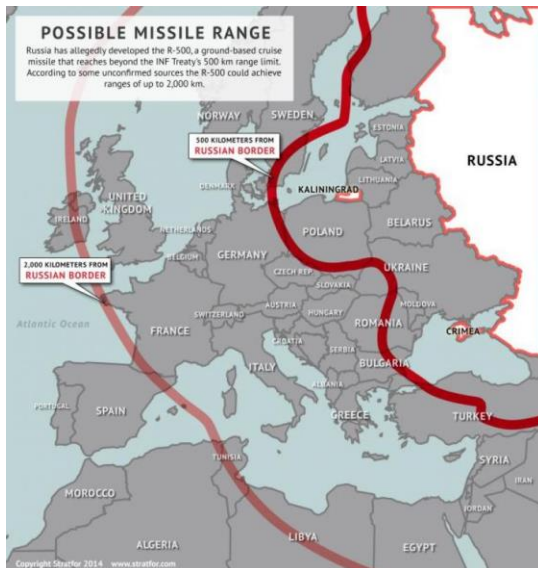 POSSIBLE MISSILE RANGE
Russia has allegedly developed the R-500, a ground-based cruise
missile that reaches beyond the INF Treaty's 500 km range limit.
According to some unconfirmed sources the R-500 could achieve
ranges of up to 2,000 km.
NORWAY
SWEDEN
ESTONIA
500 KILOMETERS FROM
RUSSIAN BORDER
RUSSIA
LATVIA
LITHUANIA
DENMARK
KALININGRAD
UNITED
KINGDOM
IRELAND
NETHERLANDS
BELARUS
POLAND
GERMANY
BELGIUM
2,000 KILOMETERS FROM
RUSSIAN BORDER
CZECH REP
UKRAINE
SLOVAKIA
AUSTRIA
MOLDOVA
HUNGARY
SWITZERLAND
Atlantic Ocean
FRANCE
ROMANIA
CRIMEA
CROATIA
SERBIA
ITALY
BULGARIA
ALBANIA
PORTUGAL
SPAIN
GREECE
TURKEY
TUNISIA
SYRIA
IRAN
MOROCCO
JORDAN
ALGERIA
LIBYA
EGYPT
Copyright Stratfor 2014 www.stratfor.com